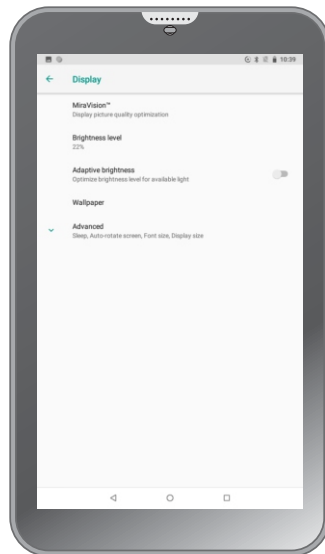 10:39
Display
MiraVision™
Display picture quality optimization
Brightness level
22%
Adaptive brightness
Optimize brightness level for available light
Wallpaper
Advanced
Sleep, Auto-rotate screen, Font size, Display size